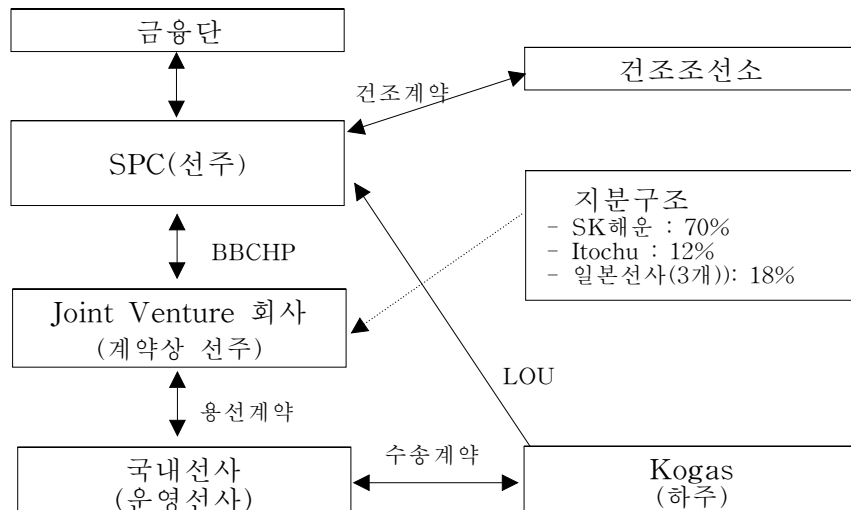 금융단
건조조선소
건조계약
SPC(선주)
지분구조
- SK해운 : 70%
- Itochu : 12%
- 일본선사(3개)): 18%
BBCHP
Joint Venture 회사
(계약상 선주)
LOU
용선계약
수송계약
국내선사
(운영선사)
Kogas
(하주)